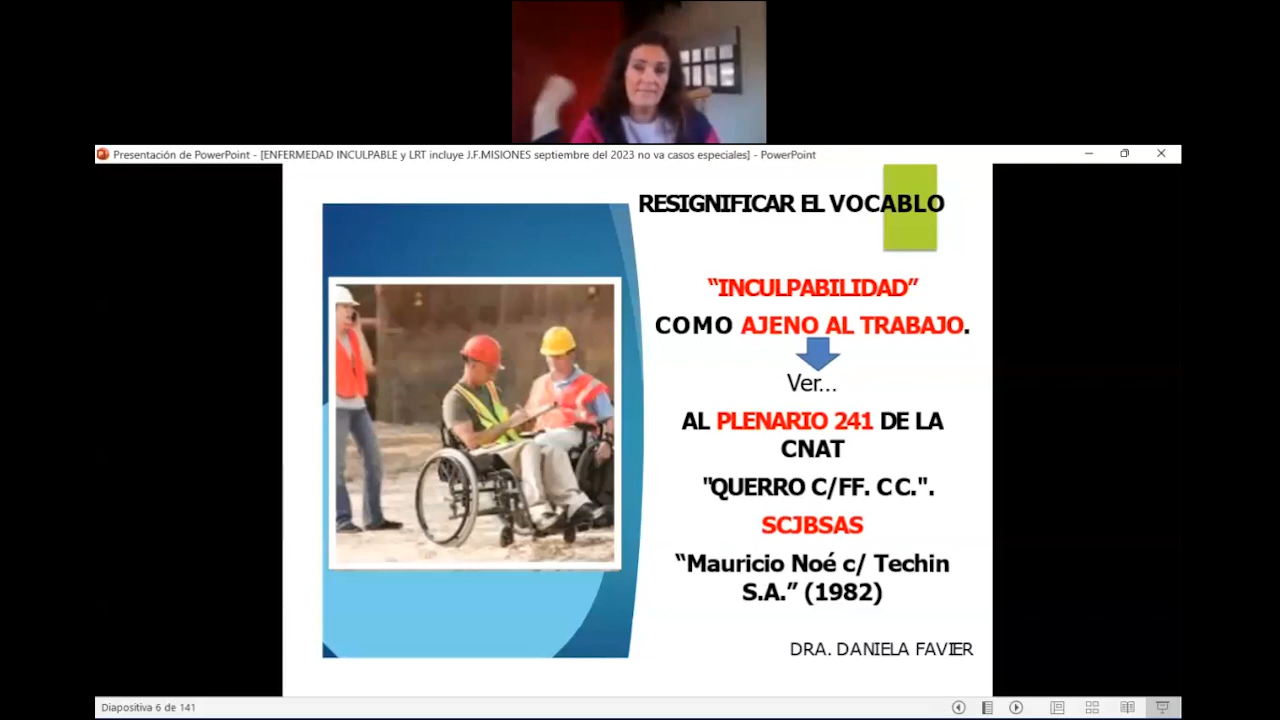 Presentación de PowerPoint - [ENFERMEDAD INCULPABLE y LRT incluye J.F.MISIONES septiembre del 2023 no va casos especiales] - PowerPoint
RESIGNIFICAR EL VOCABLO
“INCULPABILIDAD”
COMO AJENO AL TRABAJO.
Ver...
AL PLENARIO 241 DE LA
CNAT
"QUERRO C/FF. CC.".
SCJBSAS
“Mauricio Noé c/ Techin
S.A.” (1982)
DRA. DANIELA FAVIER
Diapositiva 6 de 141